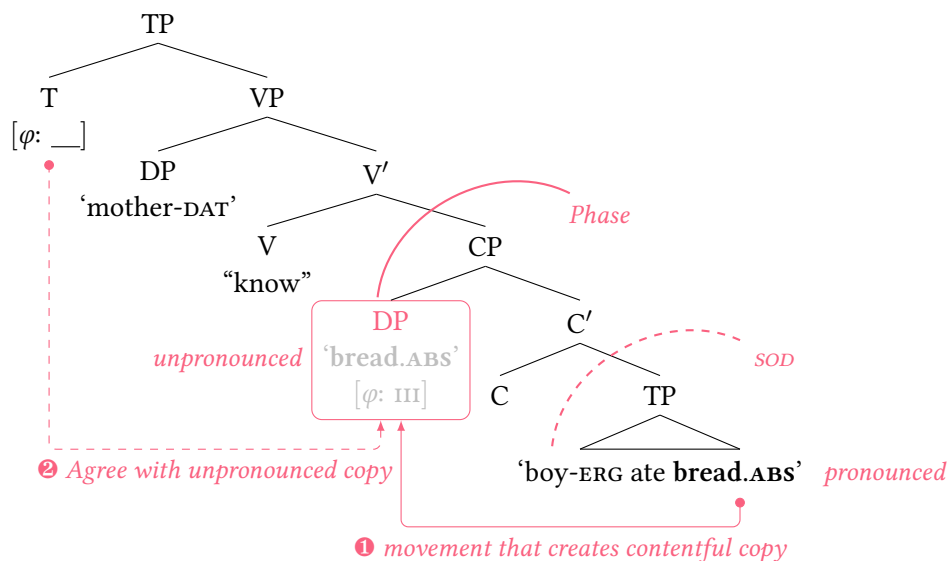 TP
T VP
[φ: __]
DP V′
‘mother-DAT’ Phase
V CP
“know”
DP C′
unpronounced ‘bread.ABS’ SOD
[φ: III] C TP
‘boy-ERG ate bread.ABS’ pronounced
❷ Agree with unpronounced copy
❶ movement that creates contentful copy